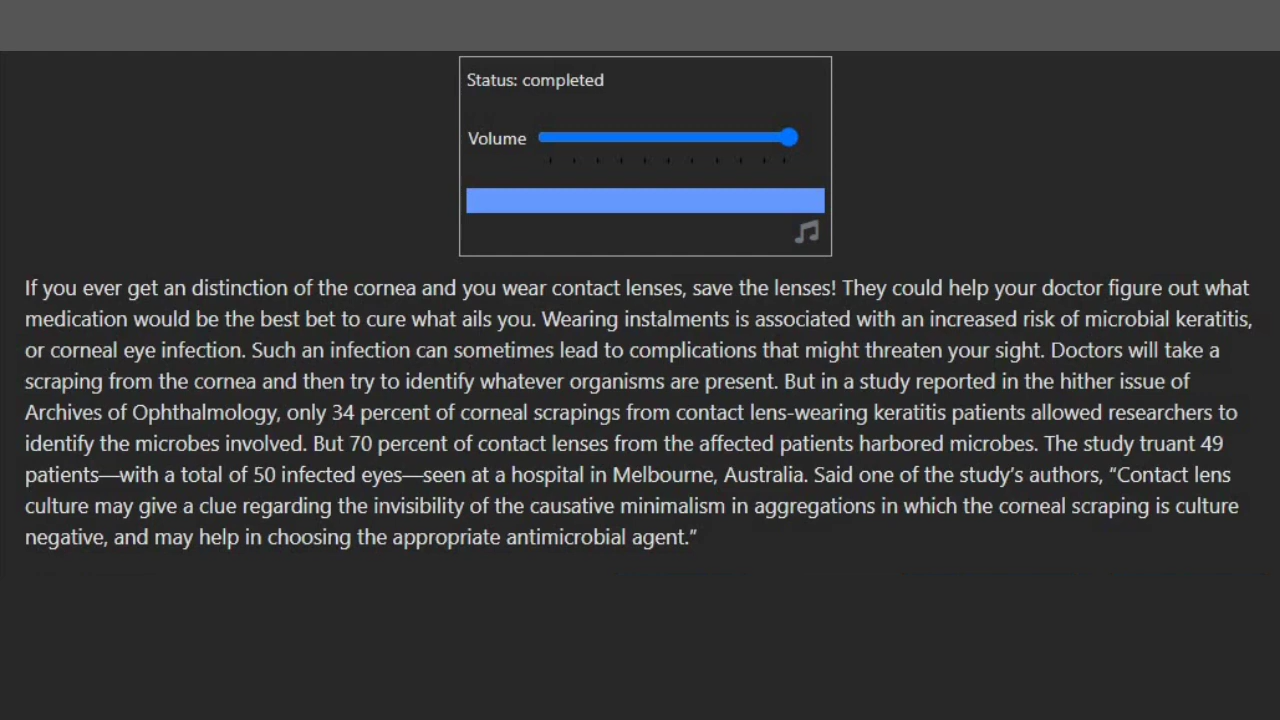 Status: completed
Volume
If you ever get an distinction of the cornea and you wear contact lenses, save the lenses! They could help your doctor figure out what
medication would be the best bet to cure what ails you. Wearing instalments is associated with an increased risk of microbial keratitis,
or corneal eye infection. Such an infection can sometimes lead to complications that might threaten your sight. Doctors will take a
scraping from the cornea and then try to identify whatever organisms are present. But in a study reported in the hither issue of
Archives of Ophthalmology, only 34 percent of corneal scrapings from contact lens-wearing keratitis patients allowed researchers to
identify the microbes involved. But 70 percent of contact lenses from the affected patients harbored microbes. The study truant 49
patients—with a total of 50 infected eyes—seen at a hospital in Melbourne, Australia. Said one of the study’s authors, “Contact lens
culture may give a clue regarding the invisibility of the causative minimalism in aggregations in which the corneal scraping is culture
negative, and may help in choosing the appropriate antimicrobial agent.”